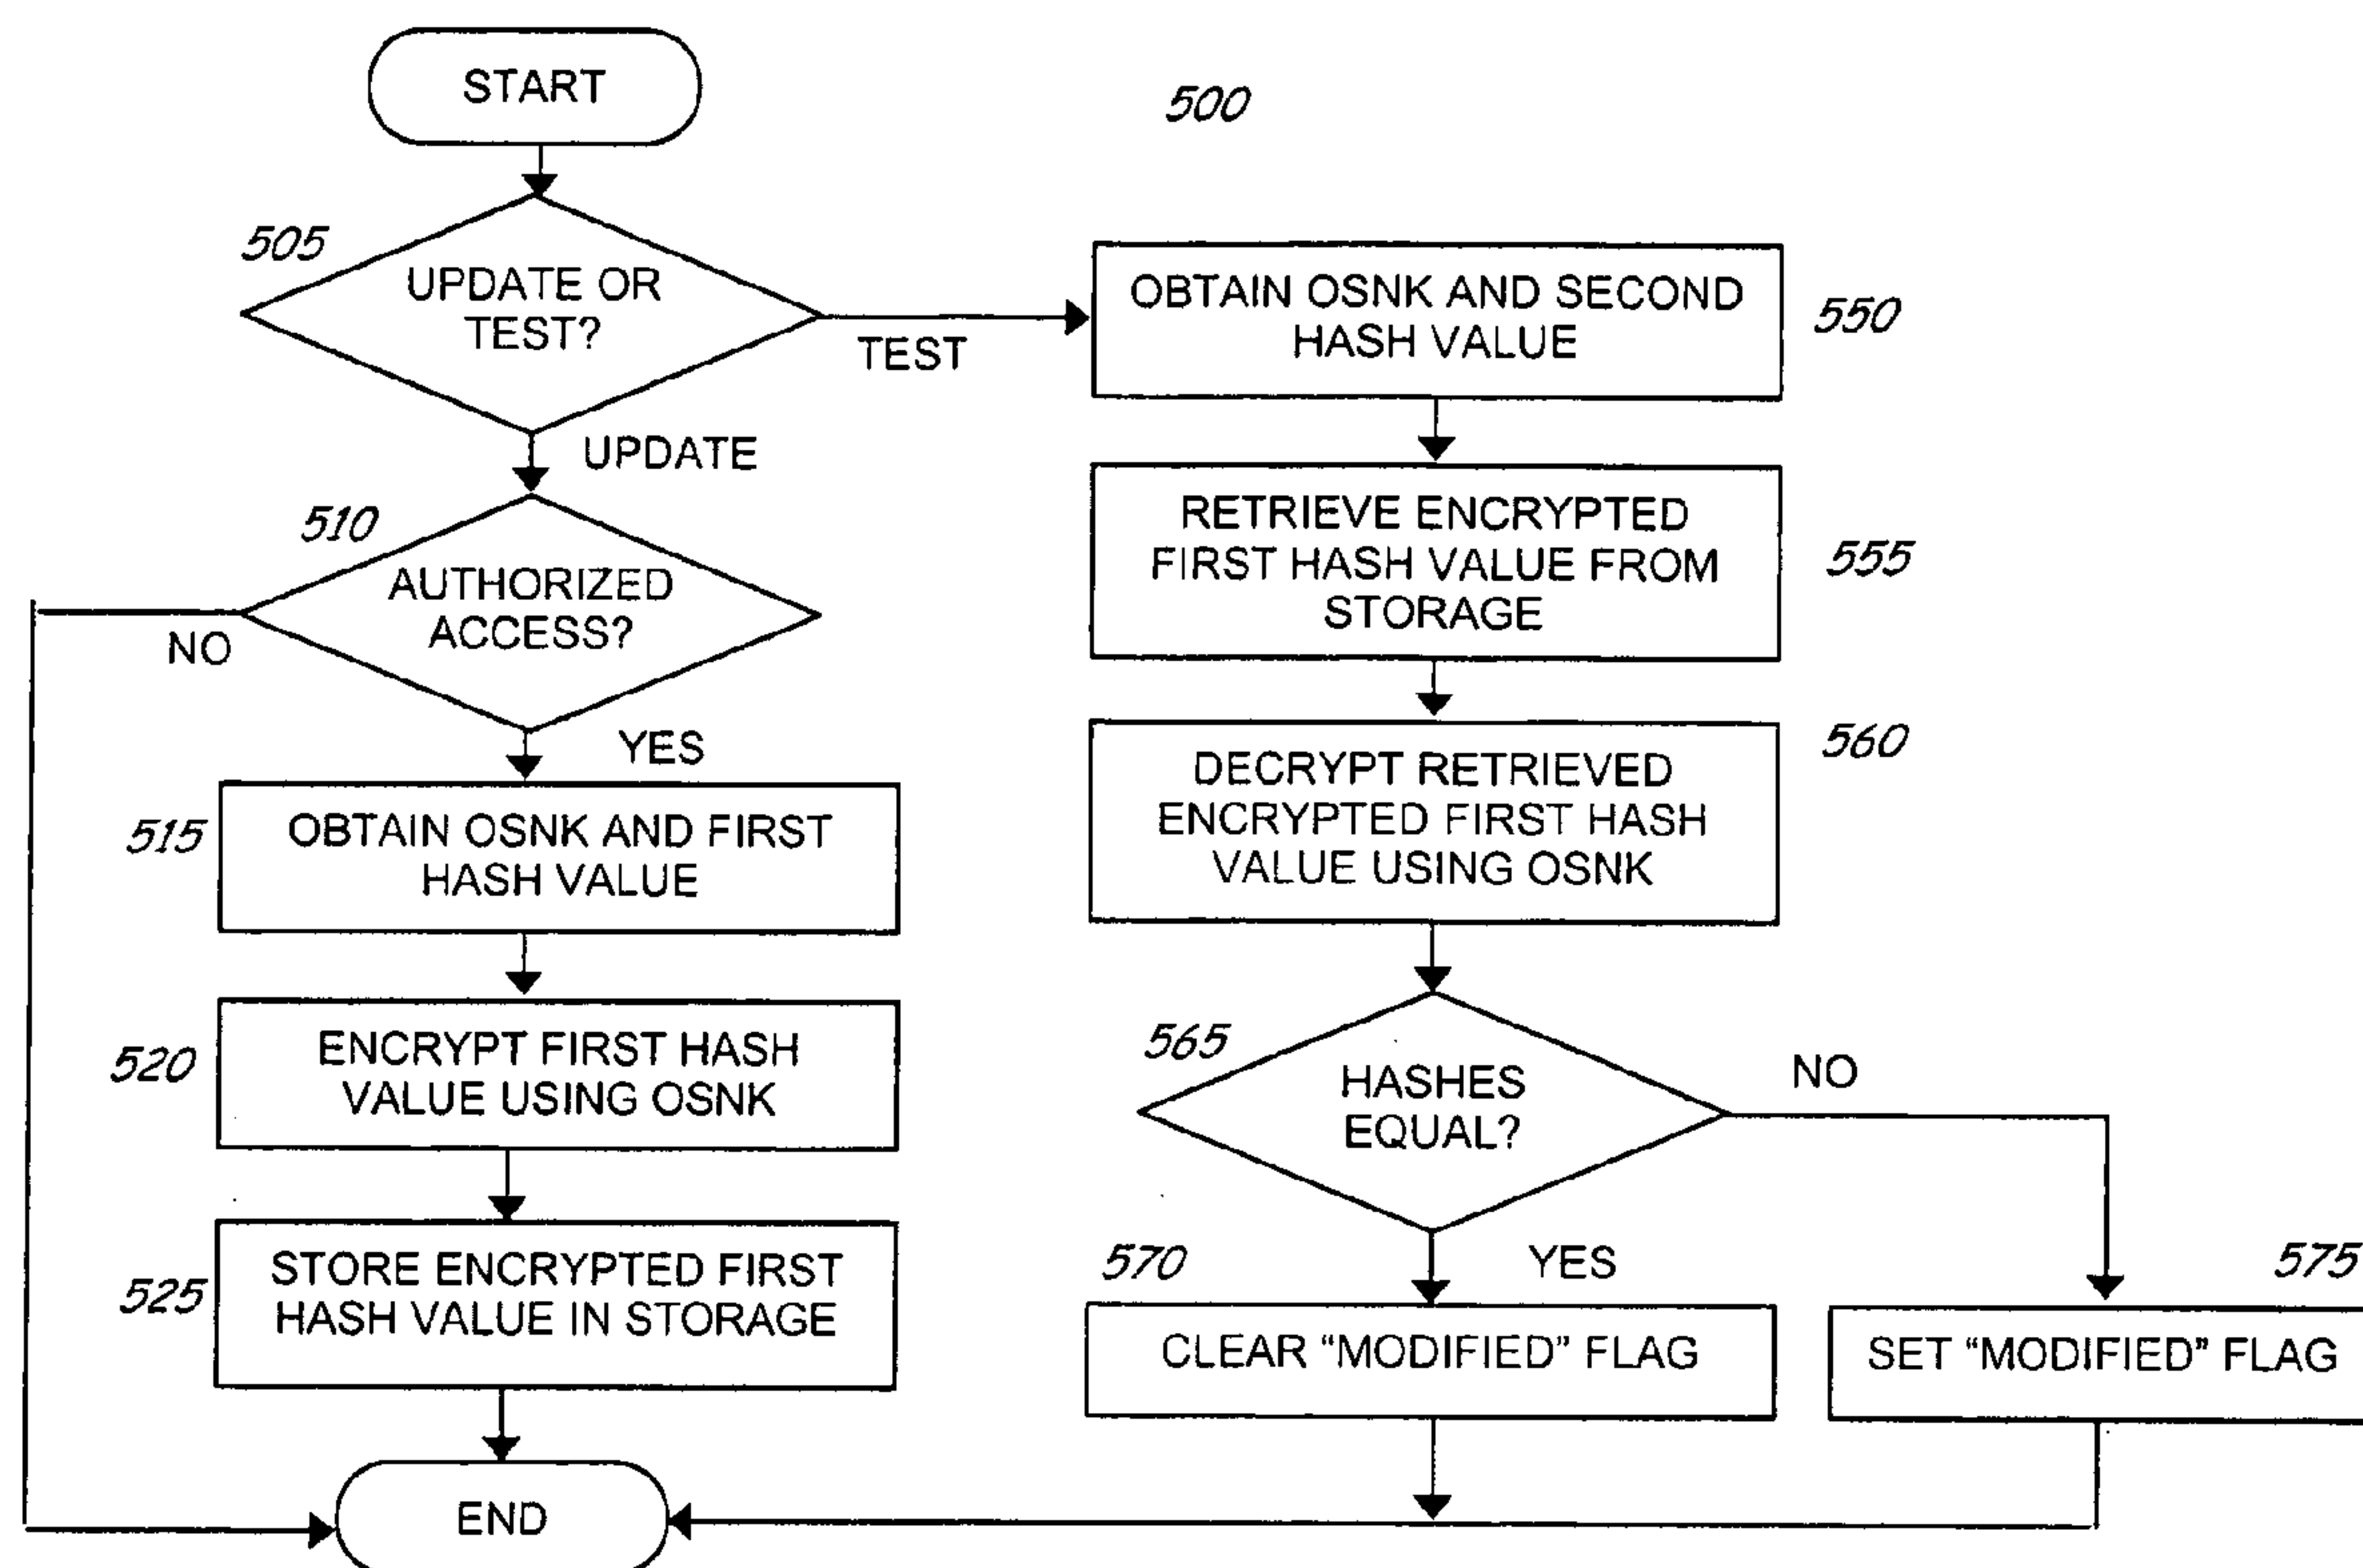 START
500
505
UPDATE OR
TEST?
TEST
UPDATE
510
AUTHORIZED
ACCESS?
NO
YES
515
OBTAIN OSNK AND FIRST
HASH VALUE
520
ENCRYPT FIRST HASH
VALUE USING OSNK
525
STORE ENCRYPTED FIRST
HASH VALUE IN STORAGE
END
OBTAIN OSNK AND SECOND
HASH VALUE
550
RETRIEVE ENCRYPTED
FIRST HASH VALUE FROM
STORAGE
555
DECRYPT RETRIEVED
ENCRYPTED FIRST HASH
VALUE USING OSNK
560
565
HASHES
EQUAL?
NO
YES
570
CLEAR “MODIFIED” FLAG
575
SET “MODIFIED” FLAG